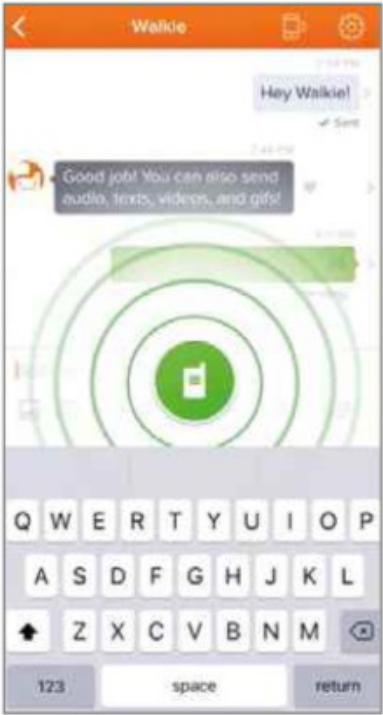 Walkie
Hey Walkie!
✓ Sent
Good job! You can also send
audio, texts, videos, and gifs!
Q W E R T Y U I O P
A S D F G H J K L
Z X C V B N M
123 space return